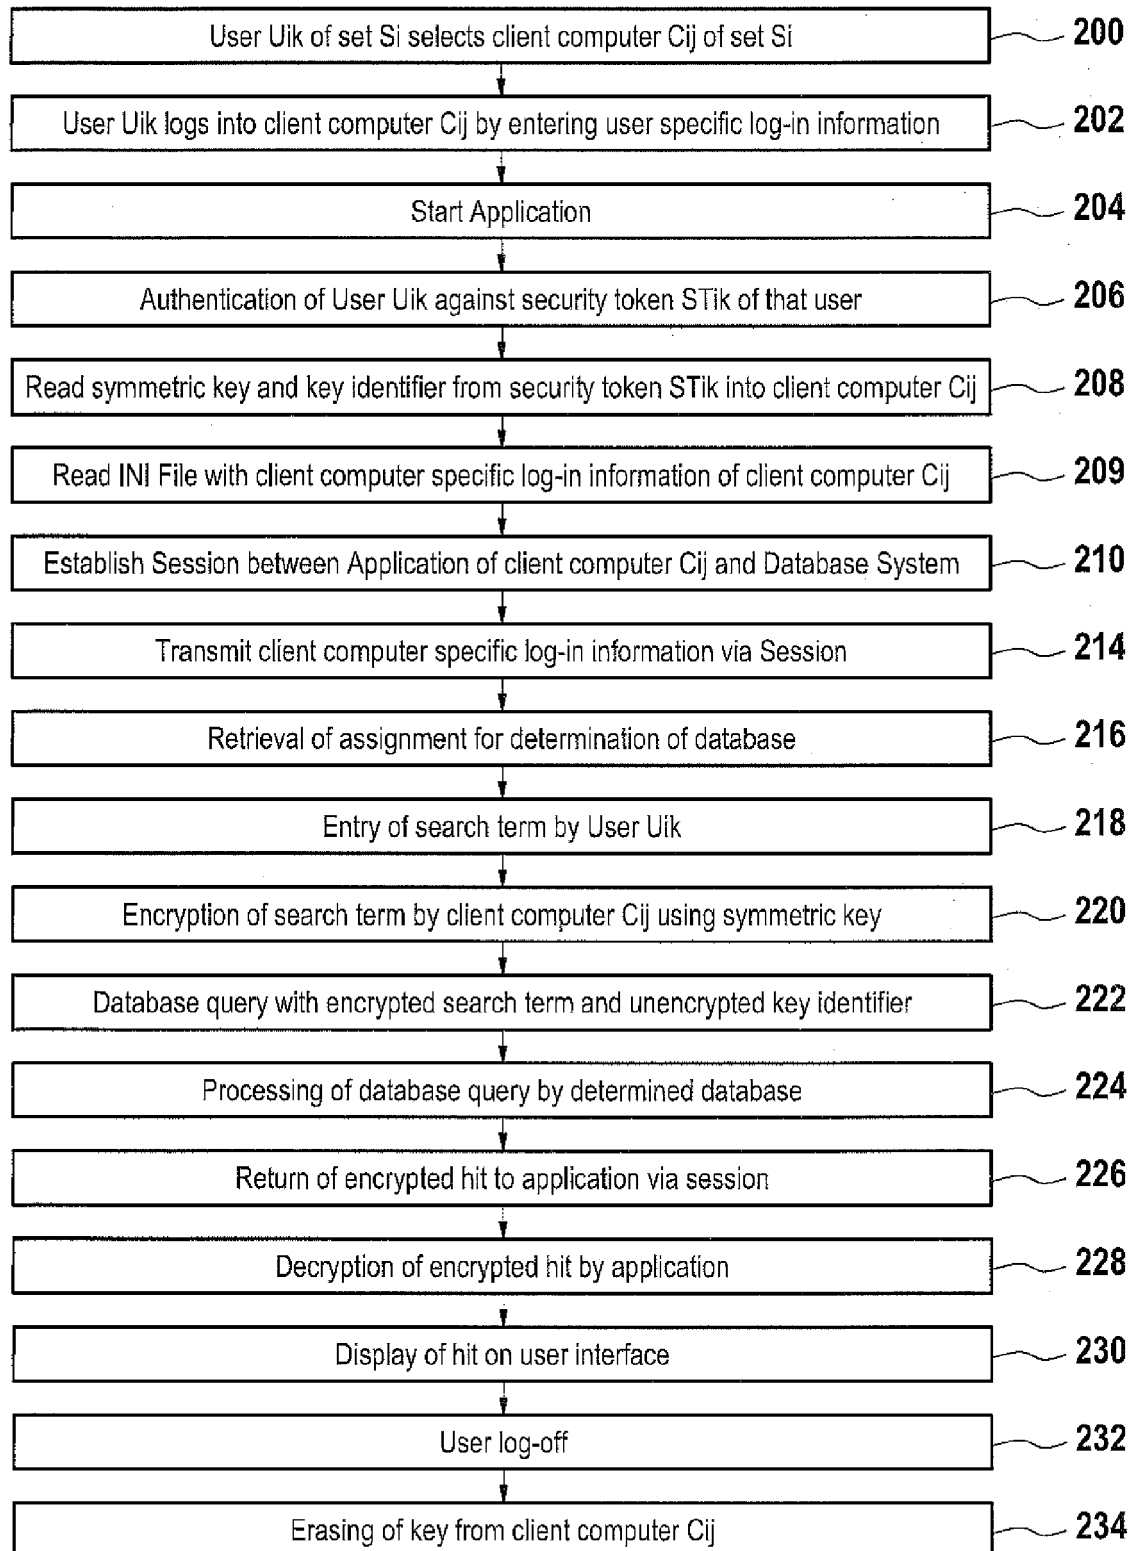 User Uik of set Si selects client computer Cij of set Si 200
User Uik logs into client computer Cij by entering user specific log-in information 202
Start Application 204
Authentication of User Uik against security token STik of that user 206
Read symmetric key and key identifier from security token STik into client computer Cij 208
Read INI File with client computer specific log-in information of client computer Cij 209
Establish Session between Application of client computer Cij and Database System 210
Transmit client computer specific log-in information via Session 214
Retrieval of assignment for determination of database 216
Entry of search term by User Uik 218
Encryption of search term by client computer Cij using symmetric key 220
Database query with encrypted search term and unencrypted key identifier 222
Processing of database query by determined database 224
Return of encrypted hit to application via session 226
Decryption of encrypted hit by application 228
Display of hit on user interface 230
User log-off 232
Erasing of key from client computer Cij 234